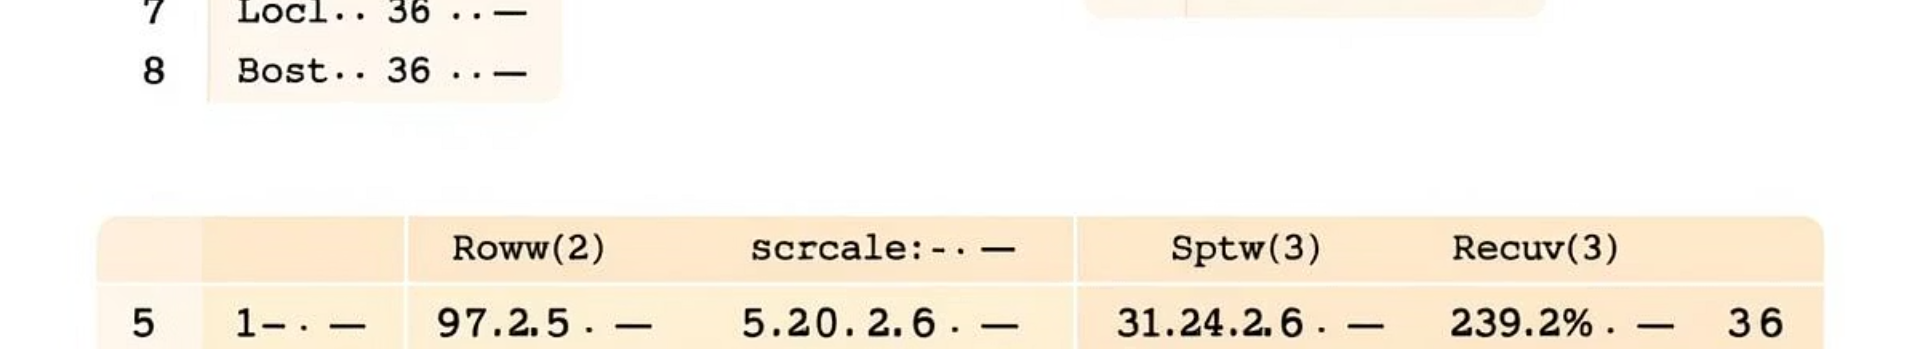 7 Locl·· 36 ··—
8 Bost·· 36 ··—
Roww(2) scrcale:-·— Sptw(3) Recuv(3)
5 1–·— 97.2.5·— 5.20.2.6·— 31.24.2.6·— 239.2%·— 36